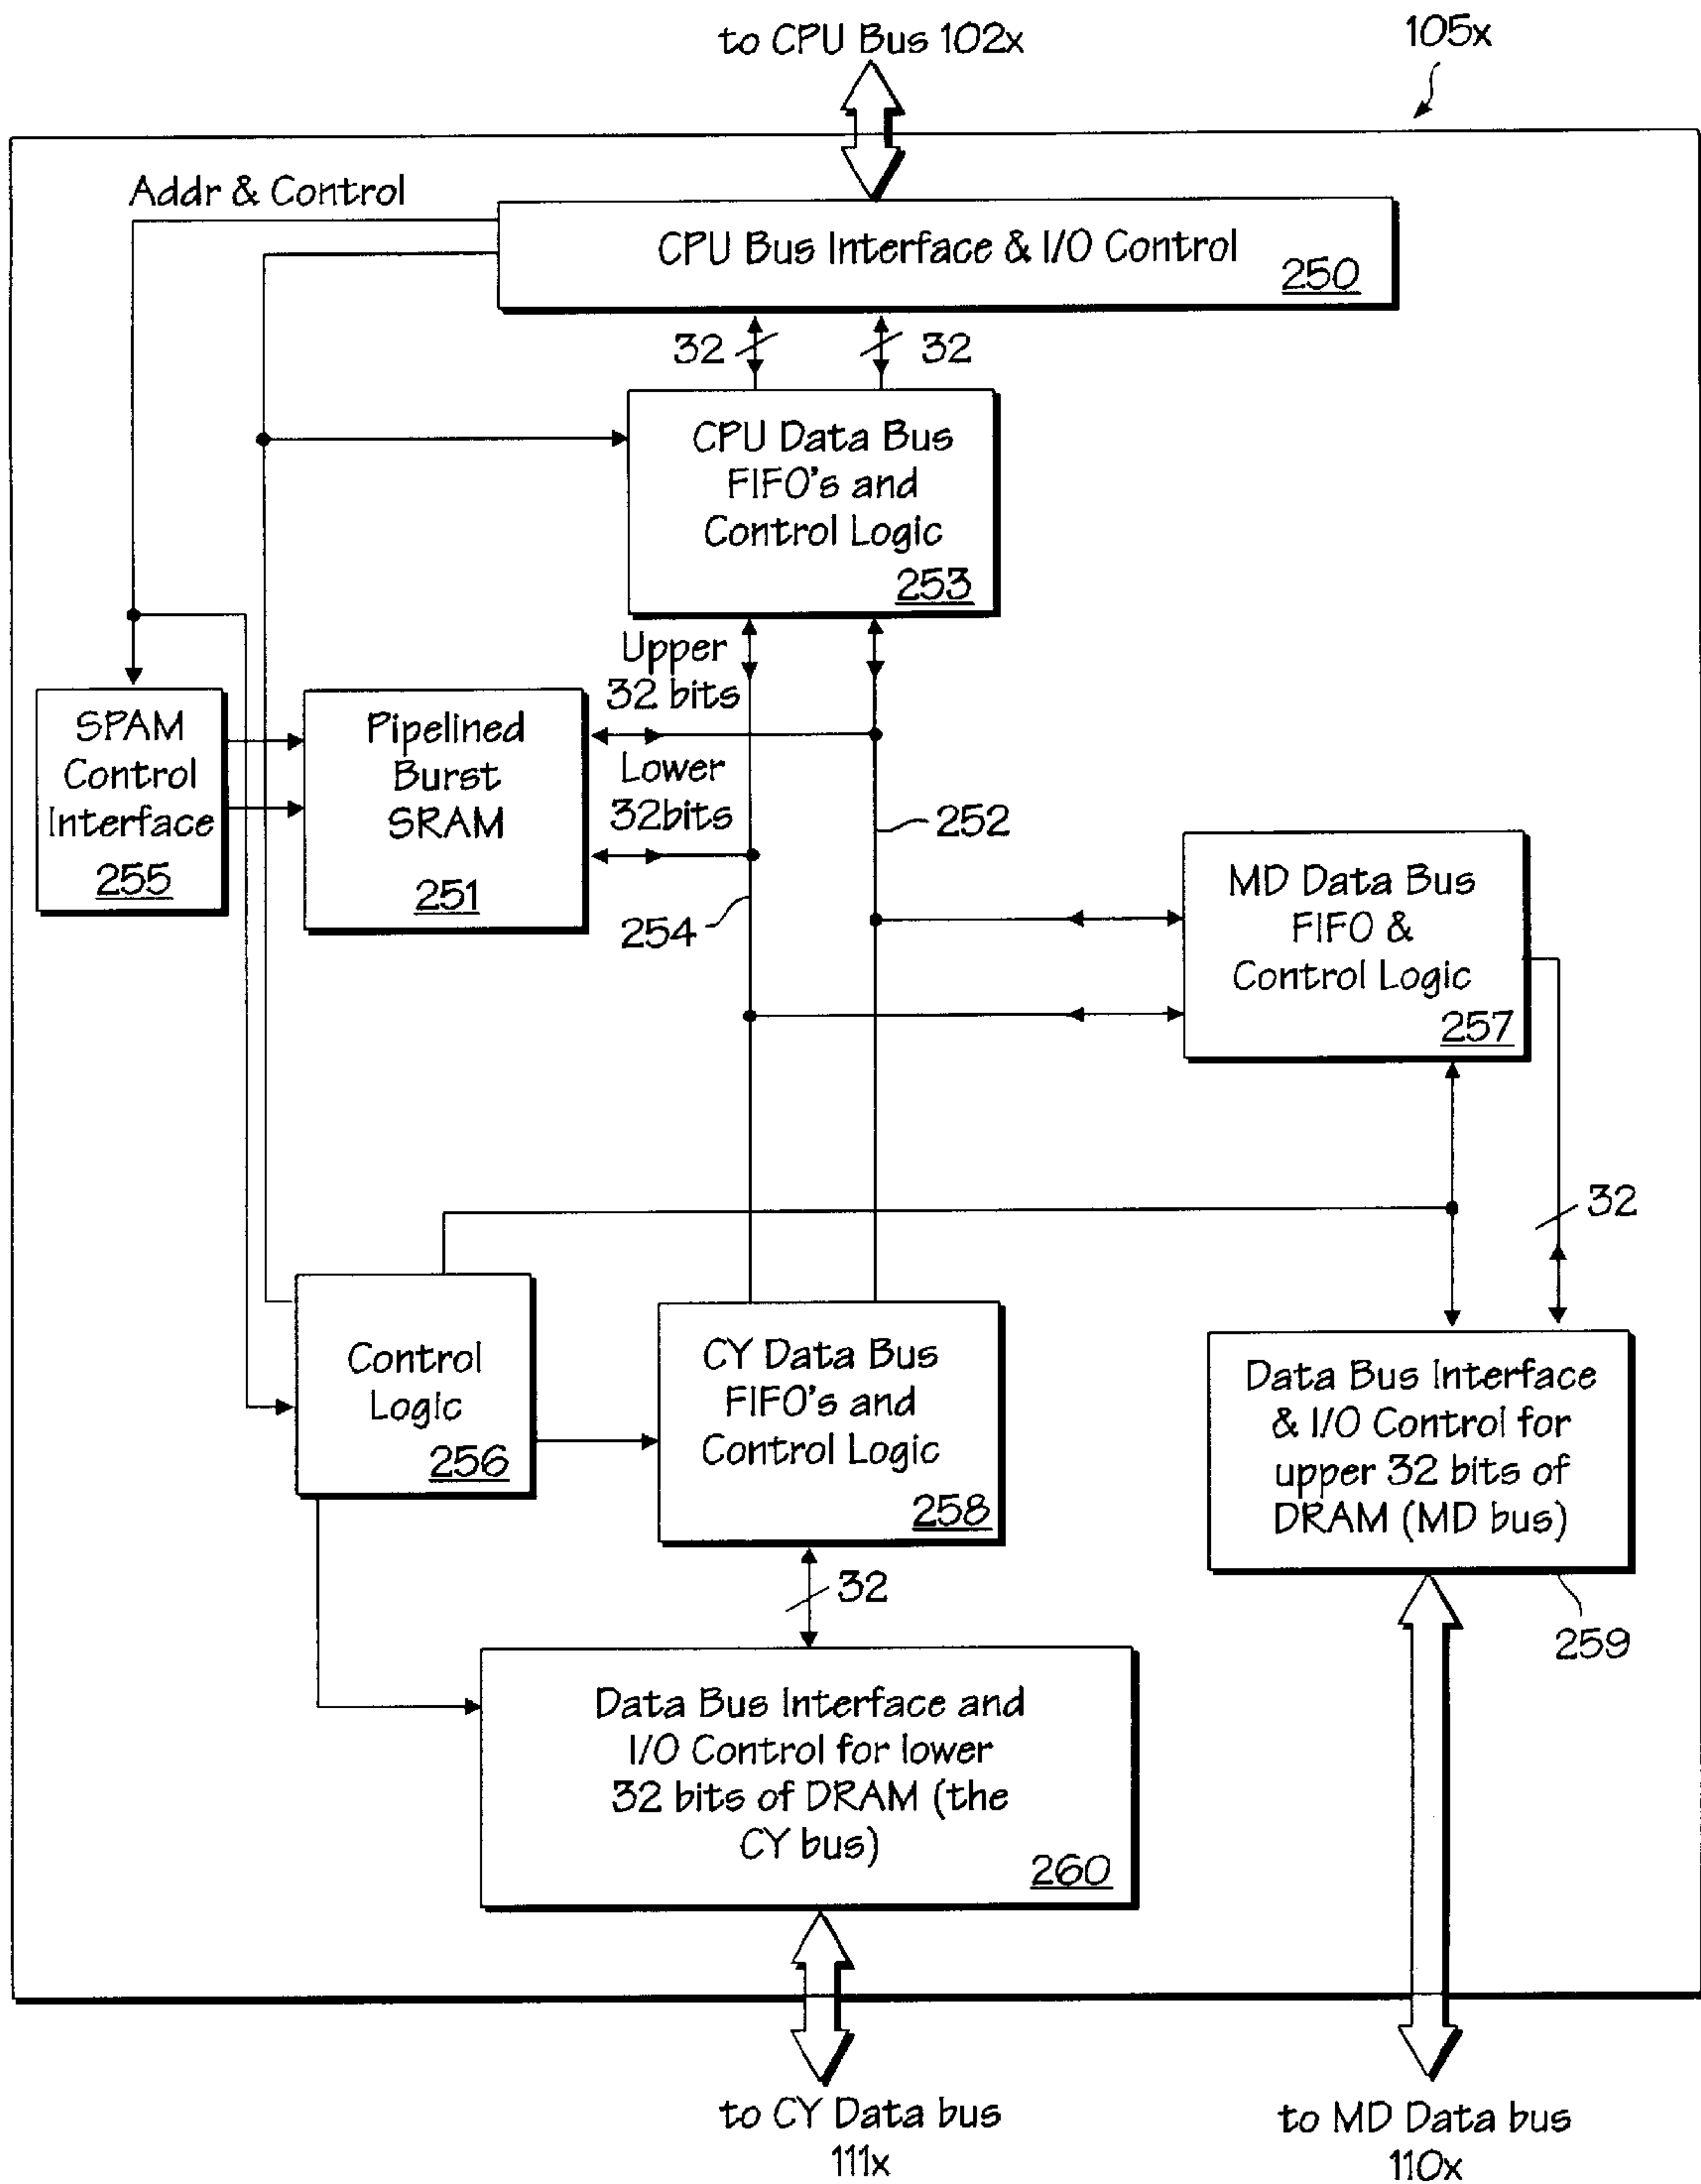 to CPU Bus 102x
105x
Addr & Control
CPU Bus Interface & I/O Control
250
32
32
CPU Data Bus
FIFO's and
Control Logic
253
Upper
32 bits
SPAM
Control
Interface
255
Pipelined
Burst
SRAM
251
Lower
32bits
252
254
MD Data Bus
FIFO &
Control Logic
257
32
Control
Logic
256
CY Data Bus
FIFO's and
Control Logic
258
Data Bus Interface
& I/O Control for
upper 32 bits of
DRAM (MD bus)
259
32
Data Bus Interface and
I/O Control for lower
32 bits of DRAM (the
CY bus)
260
to CY Data bus
111x
to MD Data bus
110x